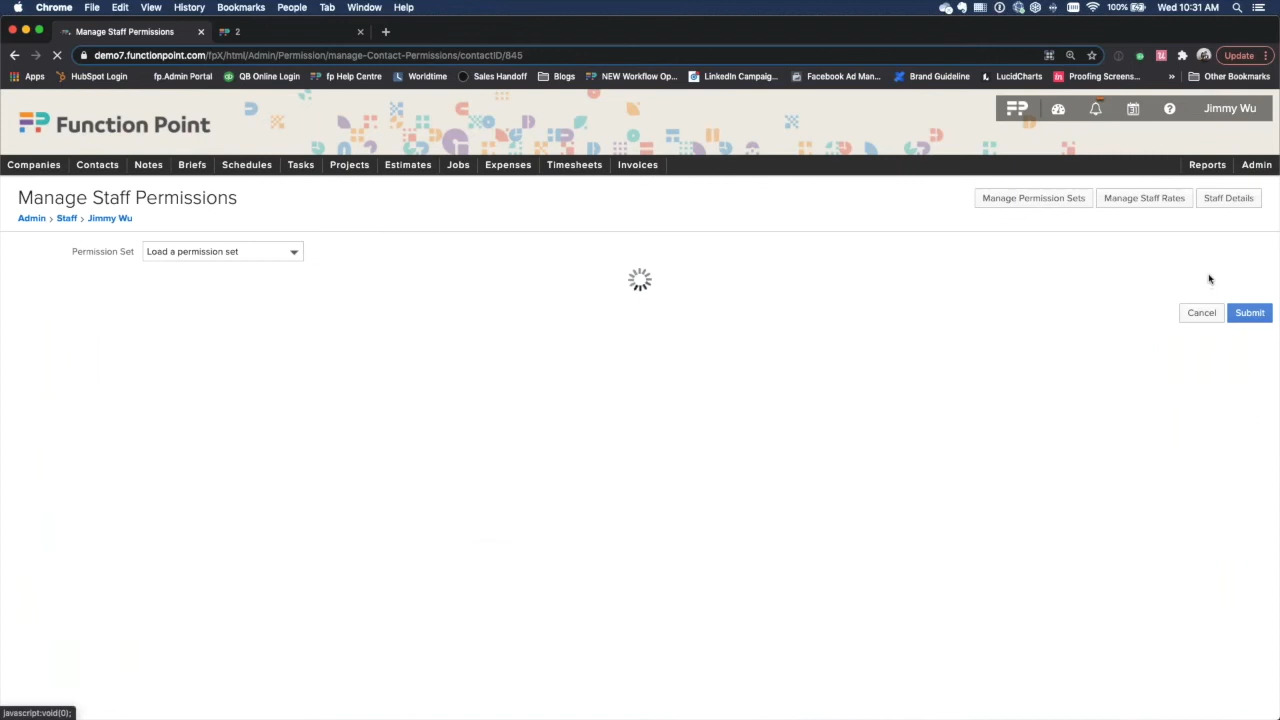 Chrome File Edit View History Bookmarks People Tab Window Help 100% Wed 10:31 AM
Manage Staff Permissions 2
demo7.functionpoint.com/fpX/html/Admin/Permission/manage-Contact-Permissions/contactID/845 Update
Apps HubSpot Login fp.Admin Portal QB Online Login fp Help Centre Worldtime Sales Handoff Blogs NEW Workflow Op... LinkedIn Campaig... Facebook Ad Man... Brand Guideline LucidCharts Proofing Screens... » Other Bookmarks
Function Point Jimmy Wu
Companies Contacts Notes Briefs Schedules Tasks Projects Estimates Jobs Expenses Timesheets Invoices Reports Admin
Manage Staff Permissions Manage Permission Sets Manage Staff Rates Staff Details
Admin > Staff > Jimmy Wu
Permission Set Load a permission set
Cancel Submit
javascript:void(0);